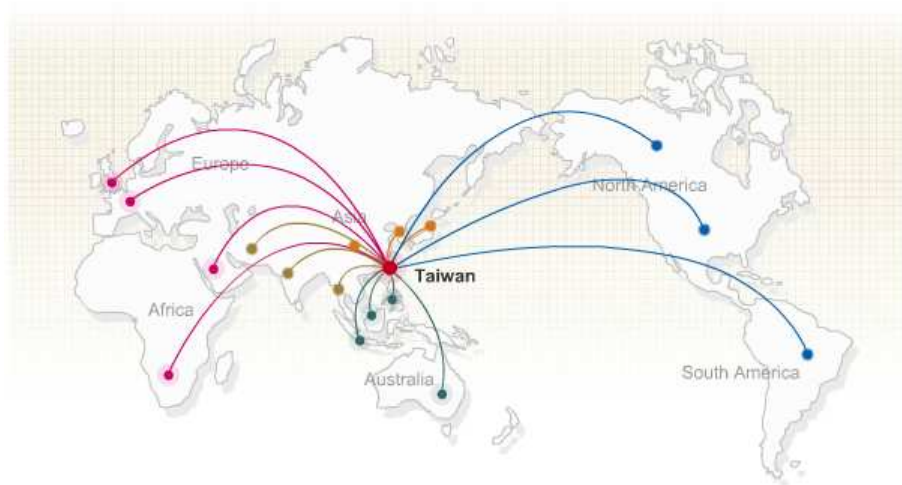 Europe
North America
Asia
Taiwan
Africa
South America
Australia